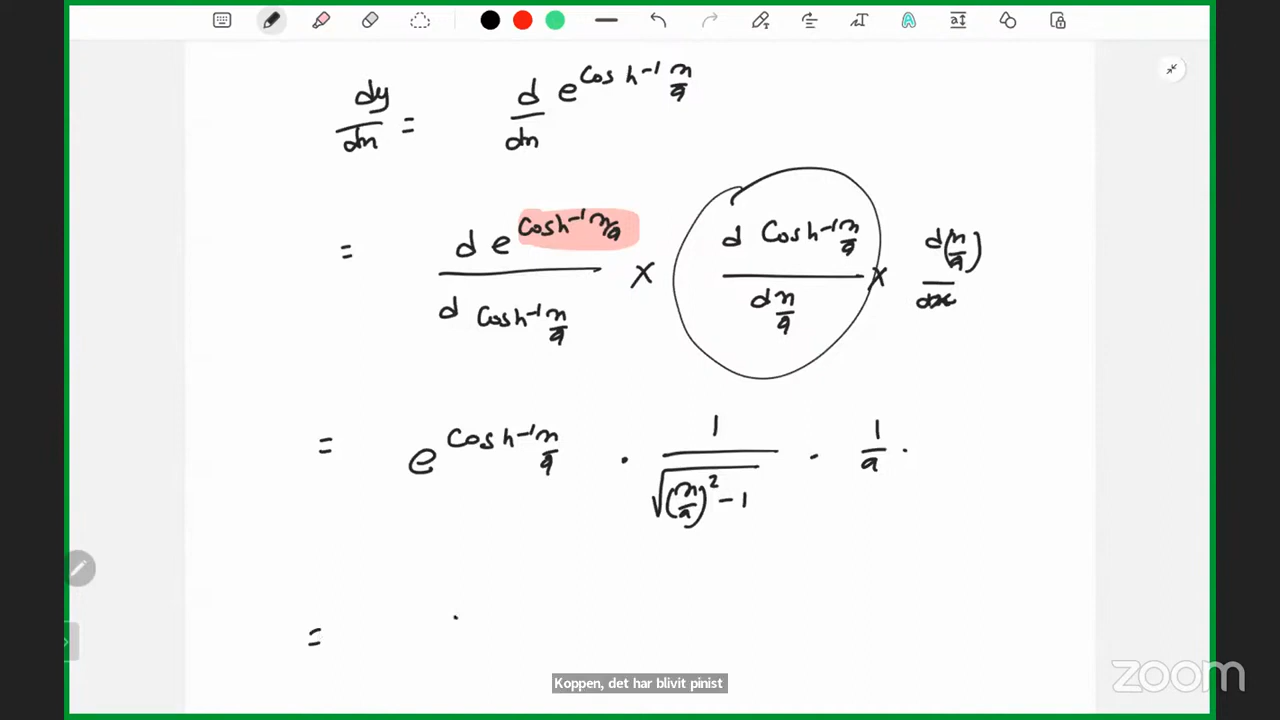 dy/dx = d/dx e^(Cosh⁻¹ x/a)
= d e^(Cosh⁻¹ x/a) / d Cosh⁻¹ x/a × d Cosh⁻¹ x/a / d x/a × d(x/a)/dx
= e^(Cosh⁻¹ x/a) · 1/√((x/a)² - 1) · 1/a ·
=
Koppen, det har blivit pinist
zoom